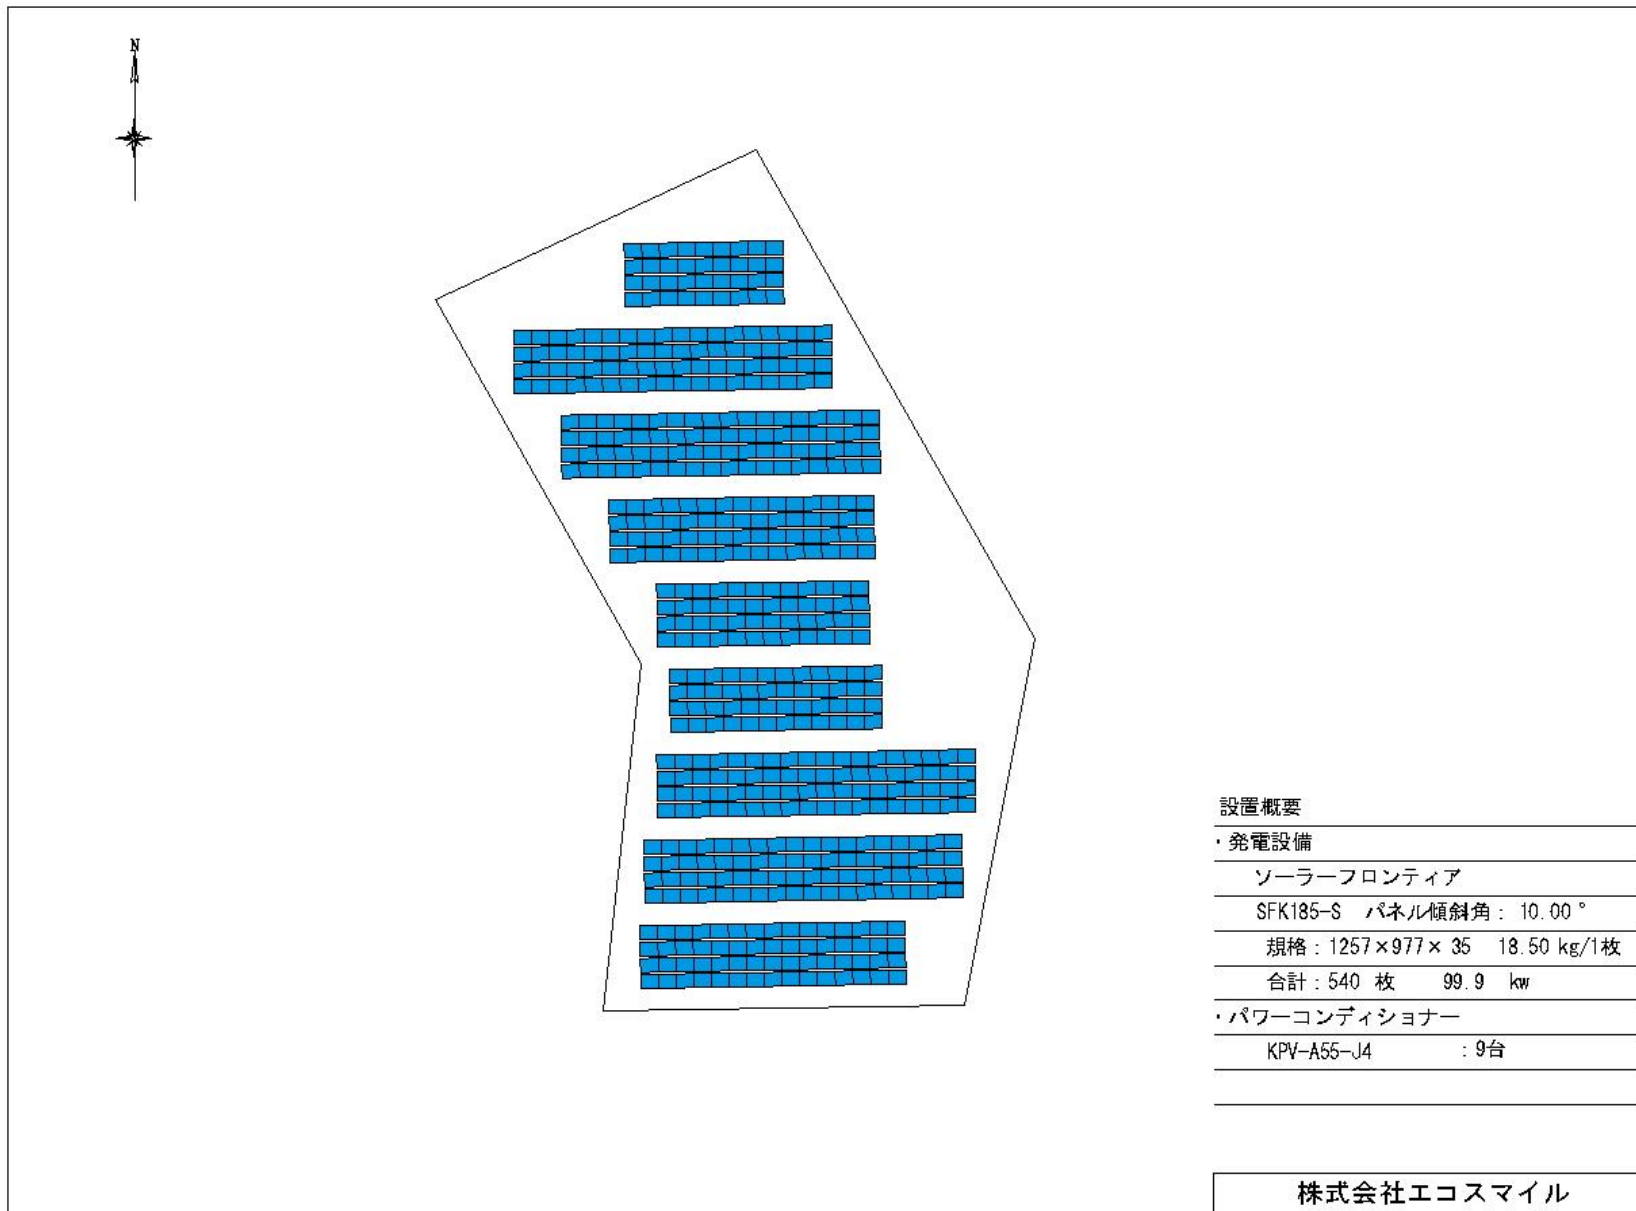 N
設置概要
・発電設備
ソーラーフロンティア
SFK185-S パネル傾斜角：10.00°
規格：1257×977×35 18.50 kg/1枚
合計：540 枚 99.9 kw
・パワーコンディショナー
KPV-A55-J4 ：9台
株式会社エコスマイル